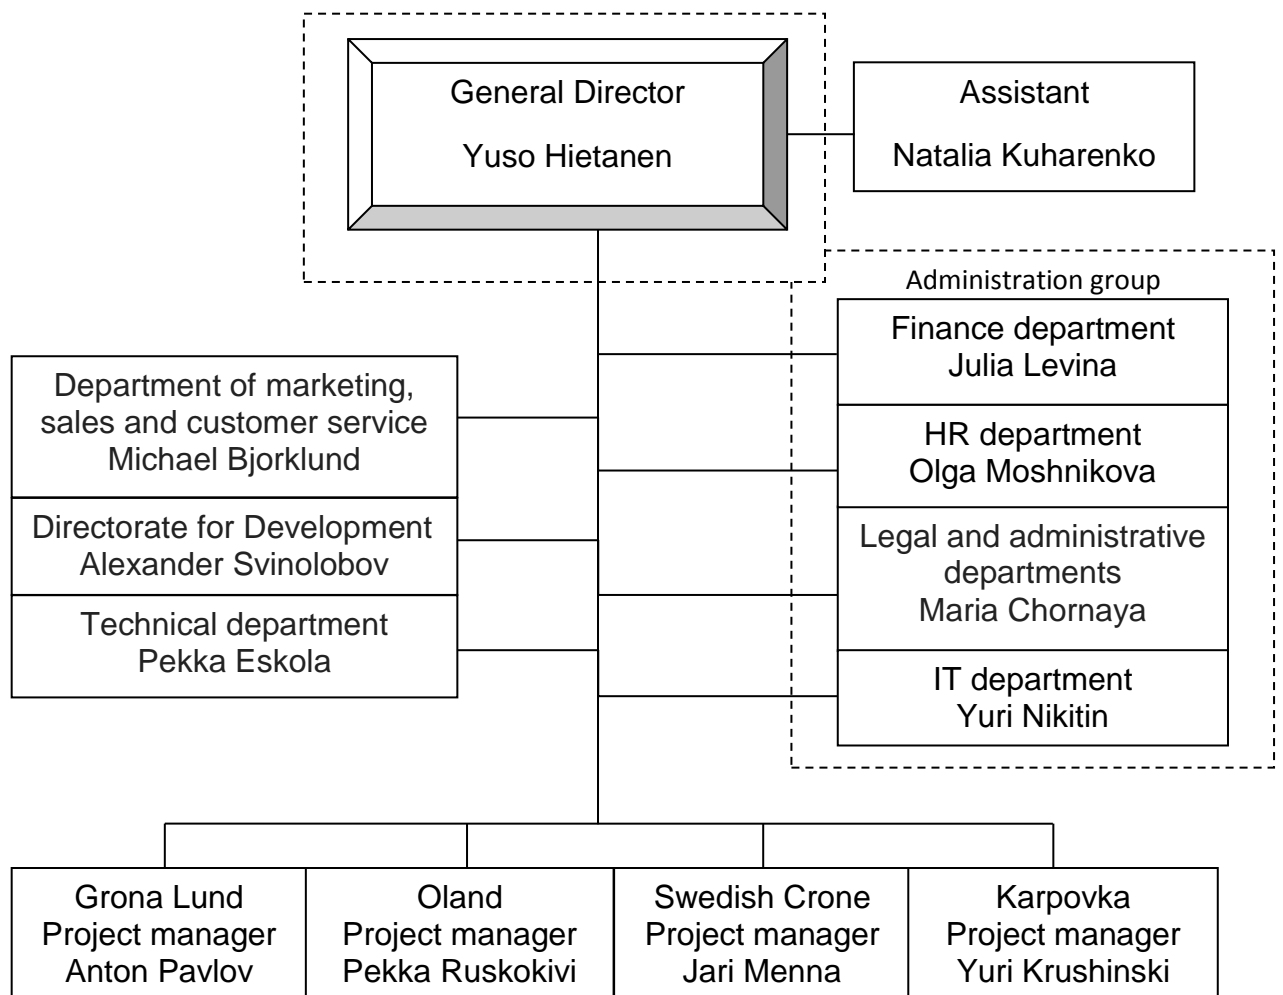 General Director
Yuso Hietanen
Assistant
Natalia Kuharenko
Administration group
Finance department
Julia Levina
HR department
Olga Moshnikova
Legal and administrative
departments
Maria Chornaya
IT department
Yuri Nikitin
Department of marketing,
sales and customer service
Michael Bjorklund
Directorate for Development
Alexander Svinolobov
Technical department
Pekka Eskola
Grona Lund
Project manager
Anton Pavlov
Oland
Project manager
Pekka Ruskokivi
Swedish Crone
Project manager
Jari Menna
Karpovka
Project manager
Yuri Krushinski